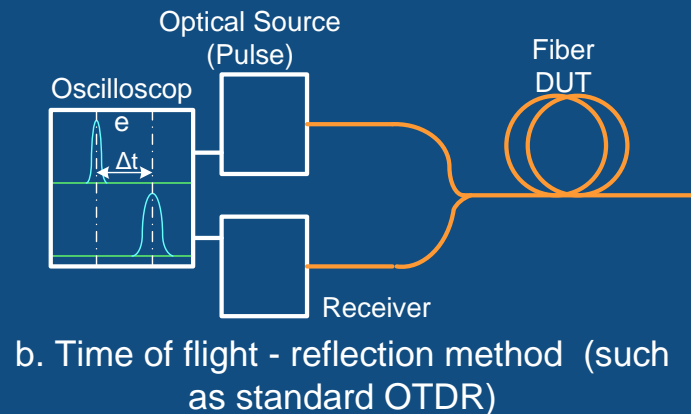 Optical Source
(Pulse)
Fiber
DUT
Oscilloscop
e
Δt
Receiver
b. Time of flight - reflection method (such
as standard OTDR)